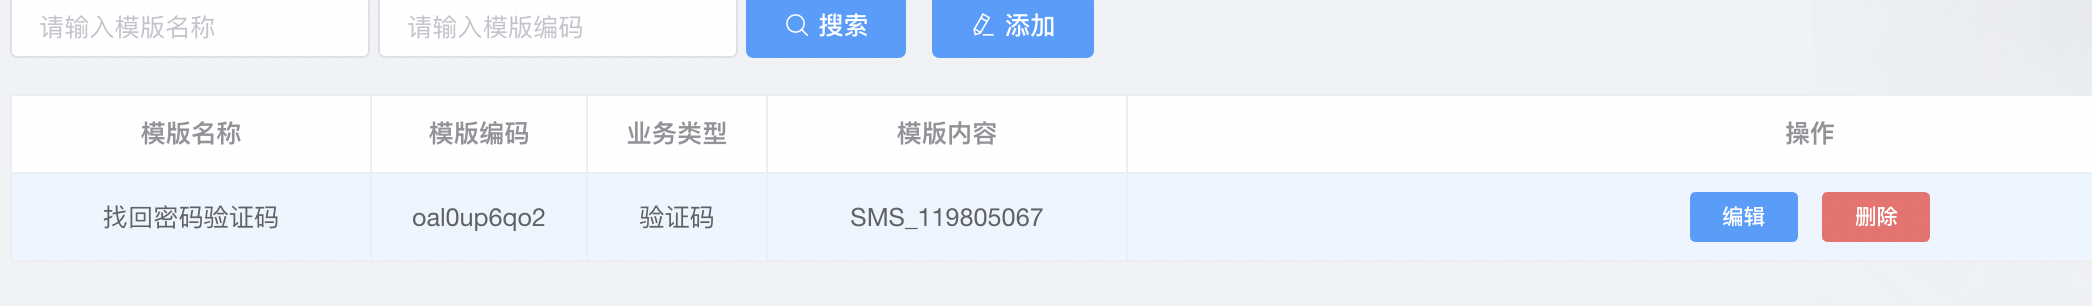 请输入模版名称 请输入模版编码 搜索 添加
模版名称 模版编码 业务类型 模版内容 操作
找回密码验证码 oal0up6qo2 验证码 SMS_119805067 编辑 删除